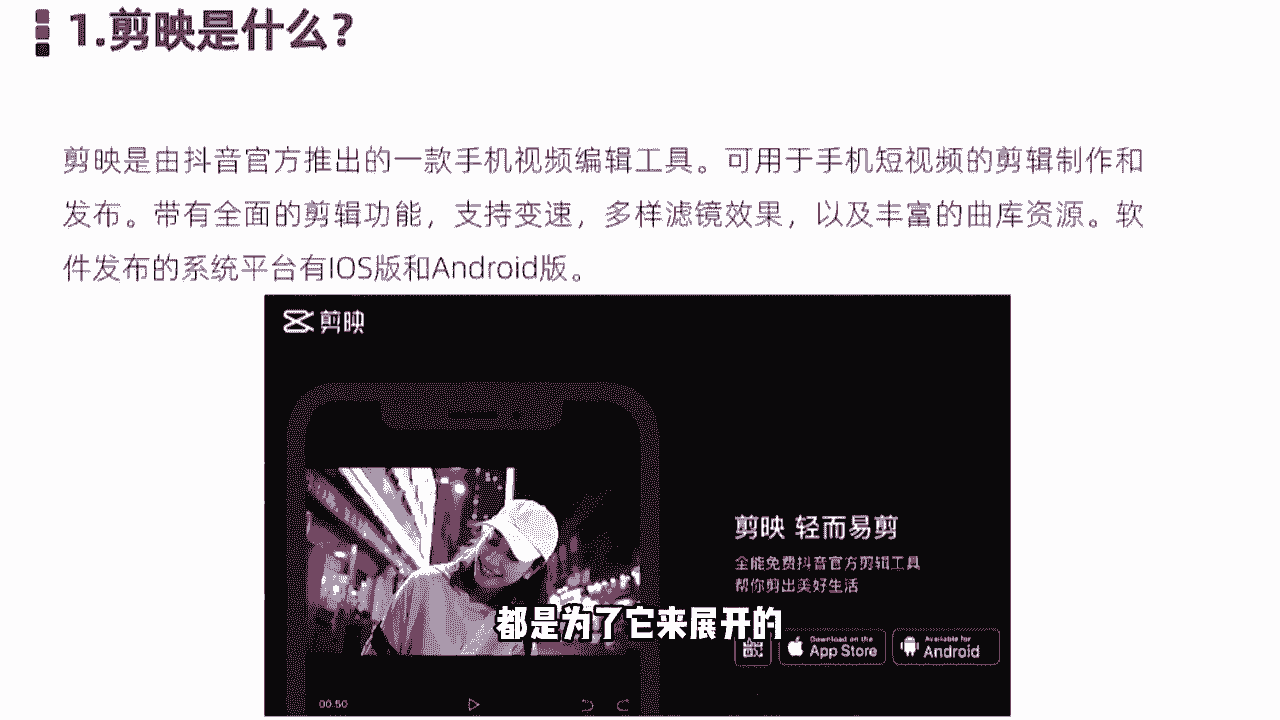 1.剪映是什么？
剪映是由抖音官方推出的一款手机视频编辑工具。可用于手机短视频的剪辑制作和
发布。带有全面的剪辑功能，支持变速，多样滤镜效果，以及丰富的曲库资源。软
件发布的系统平台有IOS版和Android版。
剪映
剪映 轻而易剪
全能免费抖音官方剪辑工具
帮你剪出美好生活
都是为了它来展开的
Download on the
App Store
Available for
Android
00:50